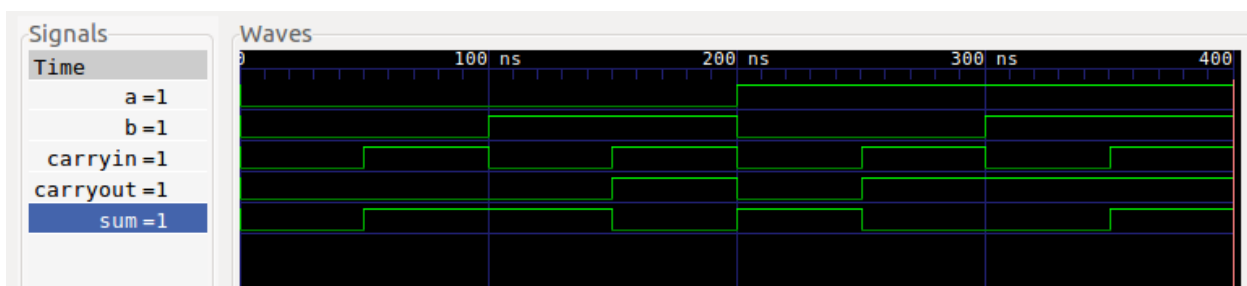 Signals
Waves
Time
0 100 ns 200 ns 300 ns 400
a =1
b =1
carryin =1
carryout =1
sum =1